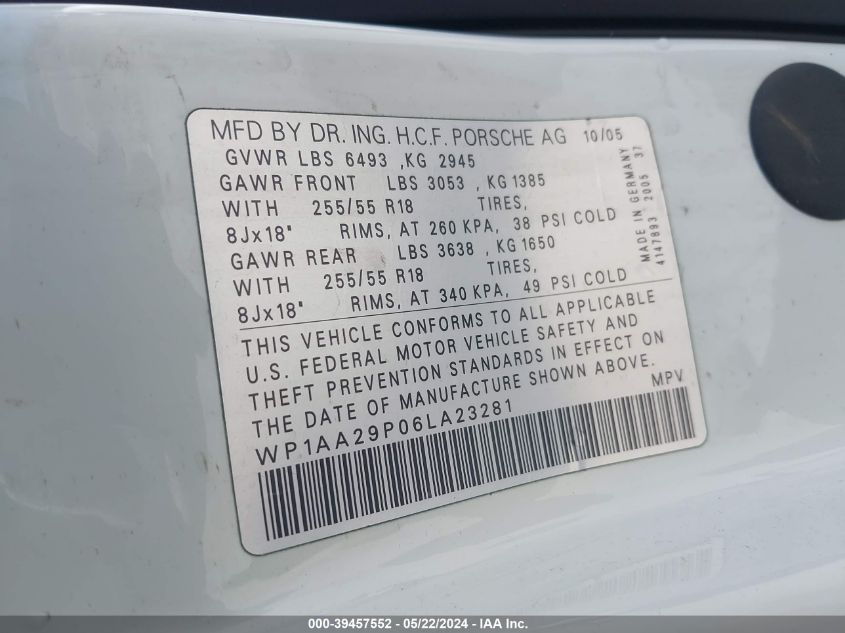 MFD BY DR. ING. H.C.F. PORSCHE AG 10/05
GVWR LBS 6493 ,KG 2945
GAWR FRONT LBS 3053 , KG 1385
WITH 255/55 R18 TIRES,
8Jx18" RIMS, AT 260 KPA, 38 PSI COLD
GAWR REAR LBS 3638 , KG 1650
WITH 255/55 R18 TIRES,
8Jx18" RIMS, AT 340 KPA, 49 PSI COLD
MADE IN GERMANY
4147893 2005 37
THIS VEHICLE CONFORMS TO ALL APPLICABLE
U.S. FEDERAL MOTOR VEHICLE SAFETY AND
THEFT PREVENTION STANDARDS IN EFFECT ON
THE DATE OF MANUFACTURE SHOWN ABOVE.
WP1AA29P06LA23281 MPV
000-39457552 - 05/22/2024 - IAA Inc.